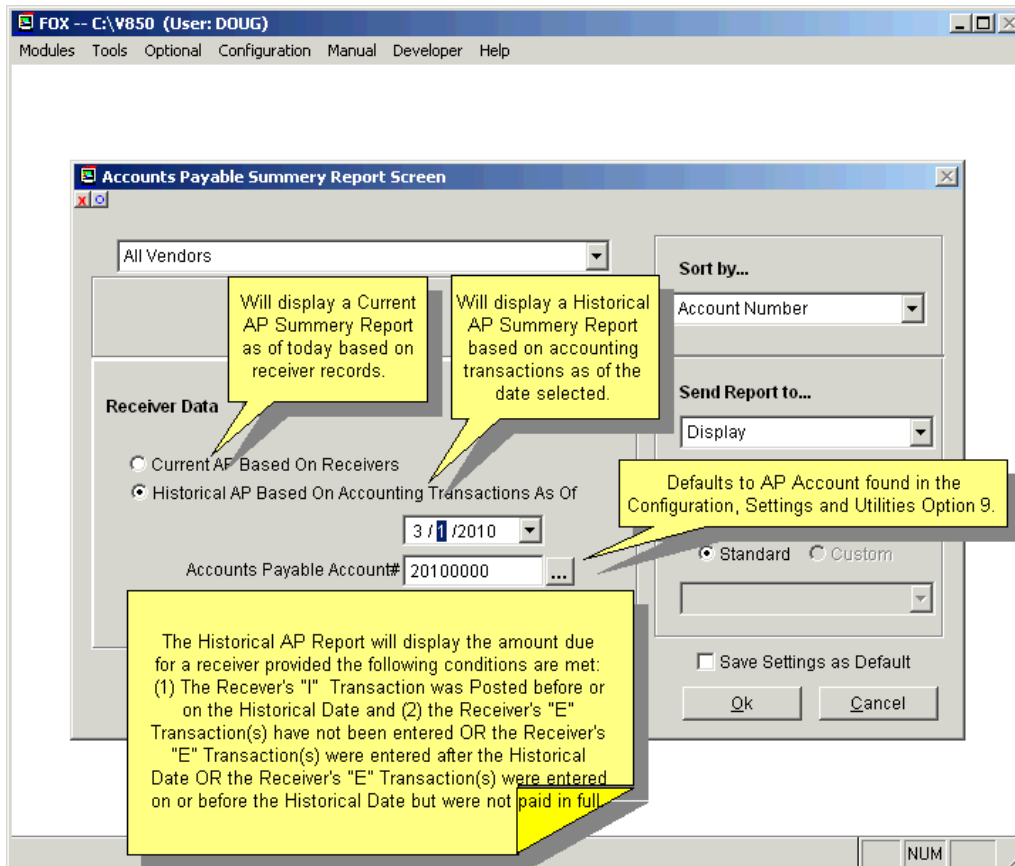 FOX -- C:\V850 (User: DOUG)
Modules Tools Optional Configuration Manual Developer Help
Accounts Payable Summery Report Screen
All Vendors
Sort by...
Account Number
Will display a Current
AP Summery Report
as of today based on
receiver records.
Will display a Historical
AP Summery Report
based on accounting
transactions as of the
date selected.
Receiver Data
Send Report to...
Display
Current AP Based On Receivers
Historical AP Based On Accounting Transactions As Of
Defaults to AP Account found in the
Configuration, Settings and Utilities Option 9.
3 / 1 /2010
Standard Custom
Accounts Payable Account# 20100000 ...
The Historical AP Report will display the amount due
for a receiver provided the following conditions are met:
(1) The Recever's "I" Transaction was Posted before or
on the Historical Date and (2) the Receiver's "E"
Transaction(s) have not been entered OR the Receiver's
"E" Transaction(s) were entered after the Historical
Date OR the Receiver's "E" Transaction(s) were entered
on or before the Historical Date but were not paid in full.
Save Settings as Default
Ok Cancel
NUM